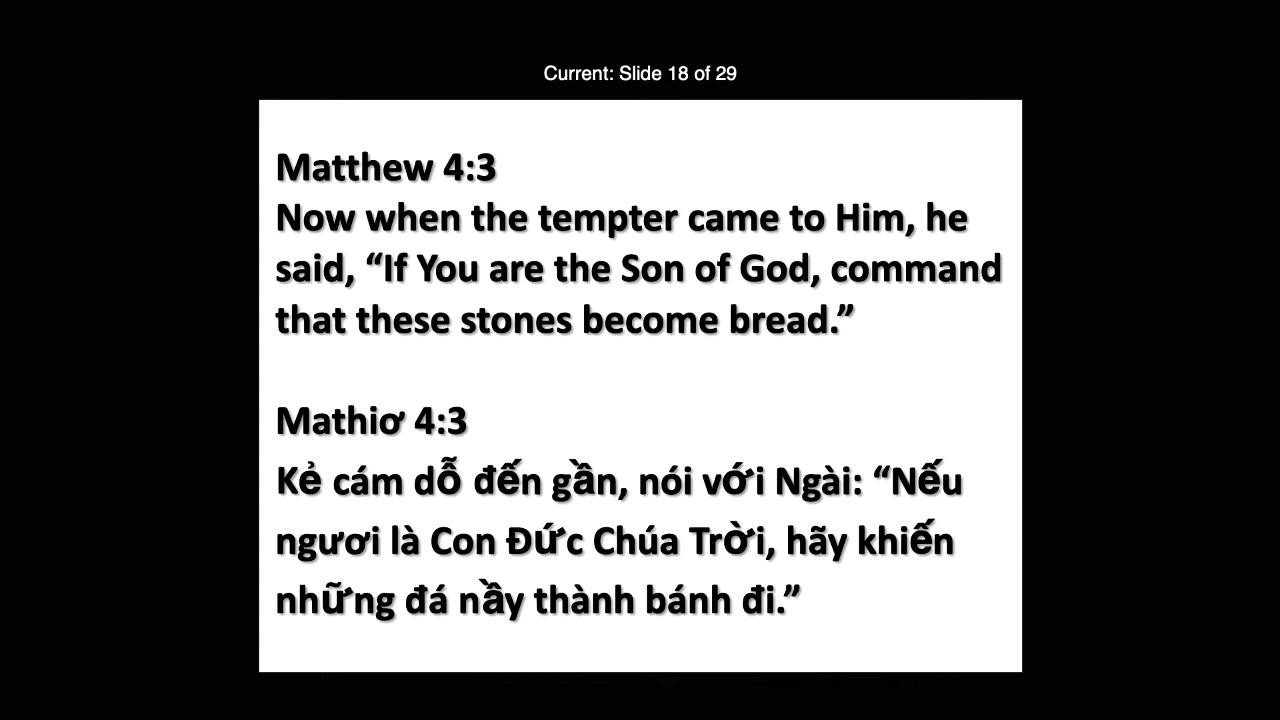 Current: Slide 18 of 29
Matthew 4:3
Now when the tempter came to Him, he
said, “If You are the Son of God, command
that these stones become bread.”
Mathiơ 4:3
Kẻ cám dỗ đến gần, nói với Ngài: “Nếu
ngươi là Con Đức Chúa Trời, hãy khiến
những đá nầy thành bánh đi.”